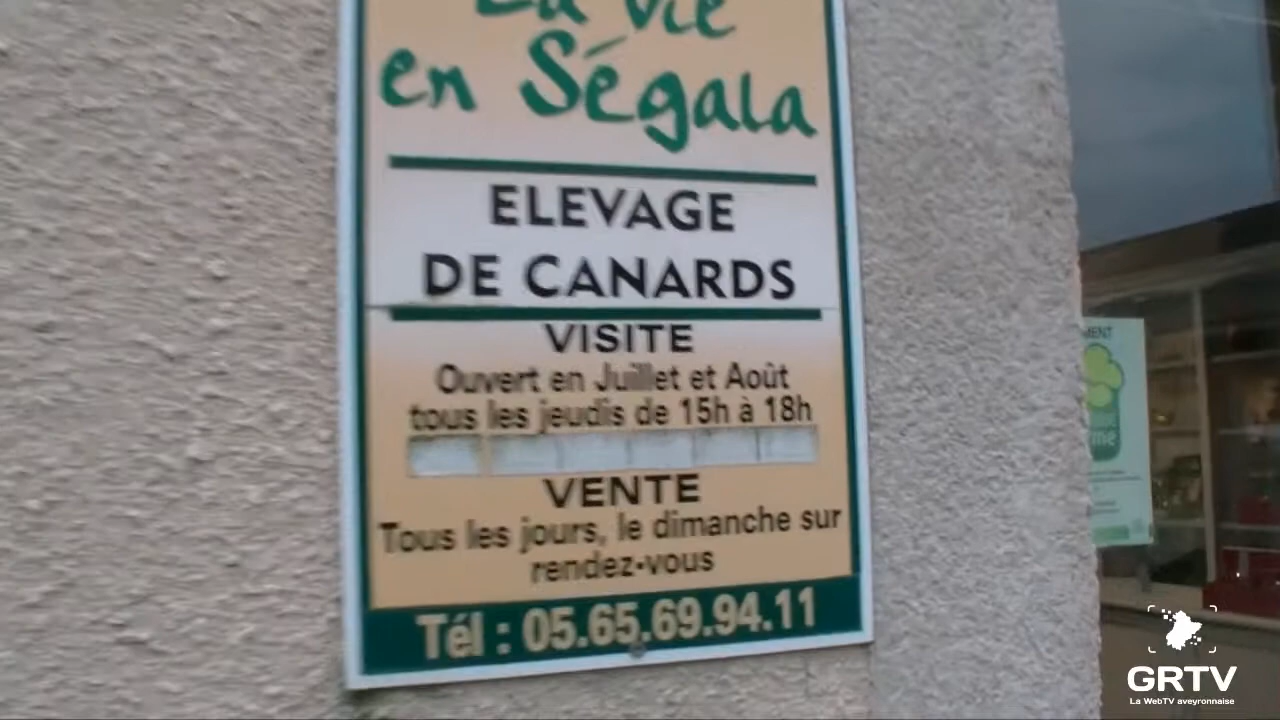 La vie
en Ségala
ELEVAGE
DE CANARDS
VISITE
Ouvert en Juillet et Août
tous les jeudis de 15h à 18h
VENTE
Tous les jours, le dimanche sur
rendez-vous
Tél : 05.65.69.94.11
GRTV
La WebTV aveyronnaise